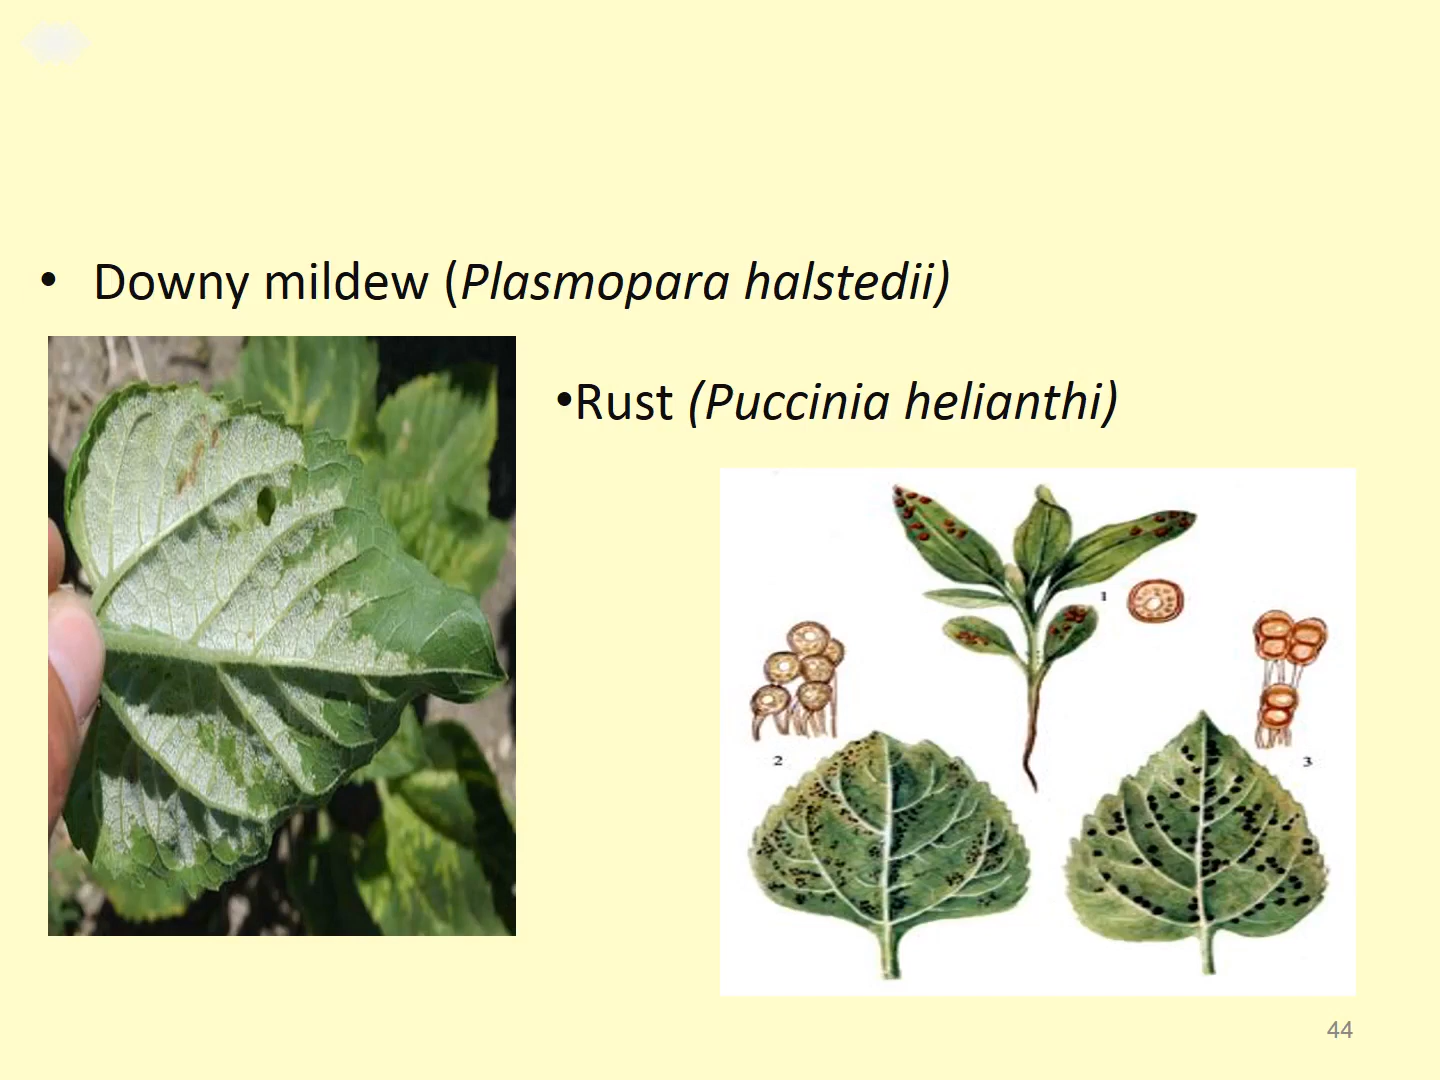 • Downy mildew (Plasmopara halstedii)
•Rust (Puccinia helianthi)
1
2
3
44